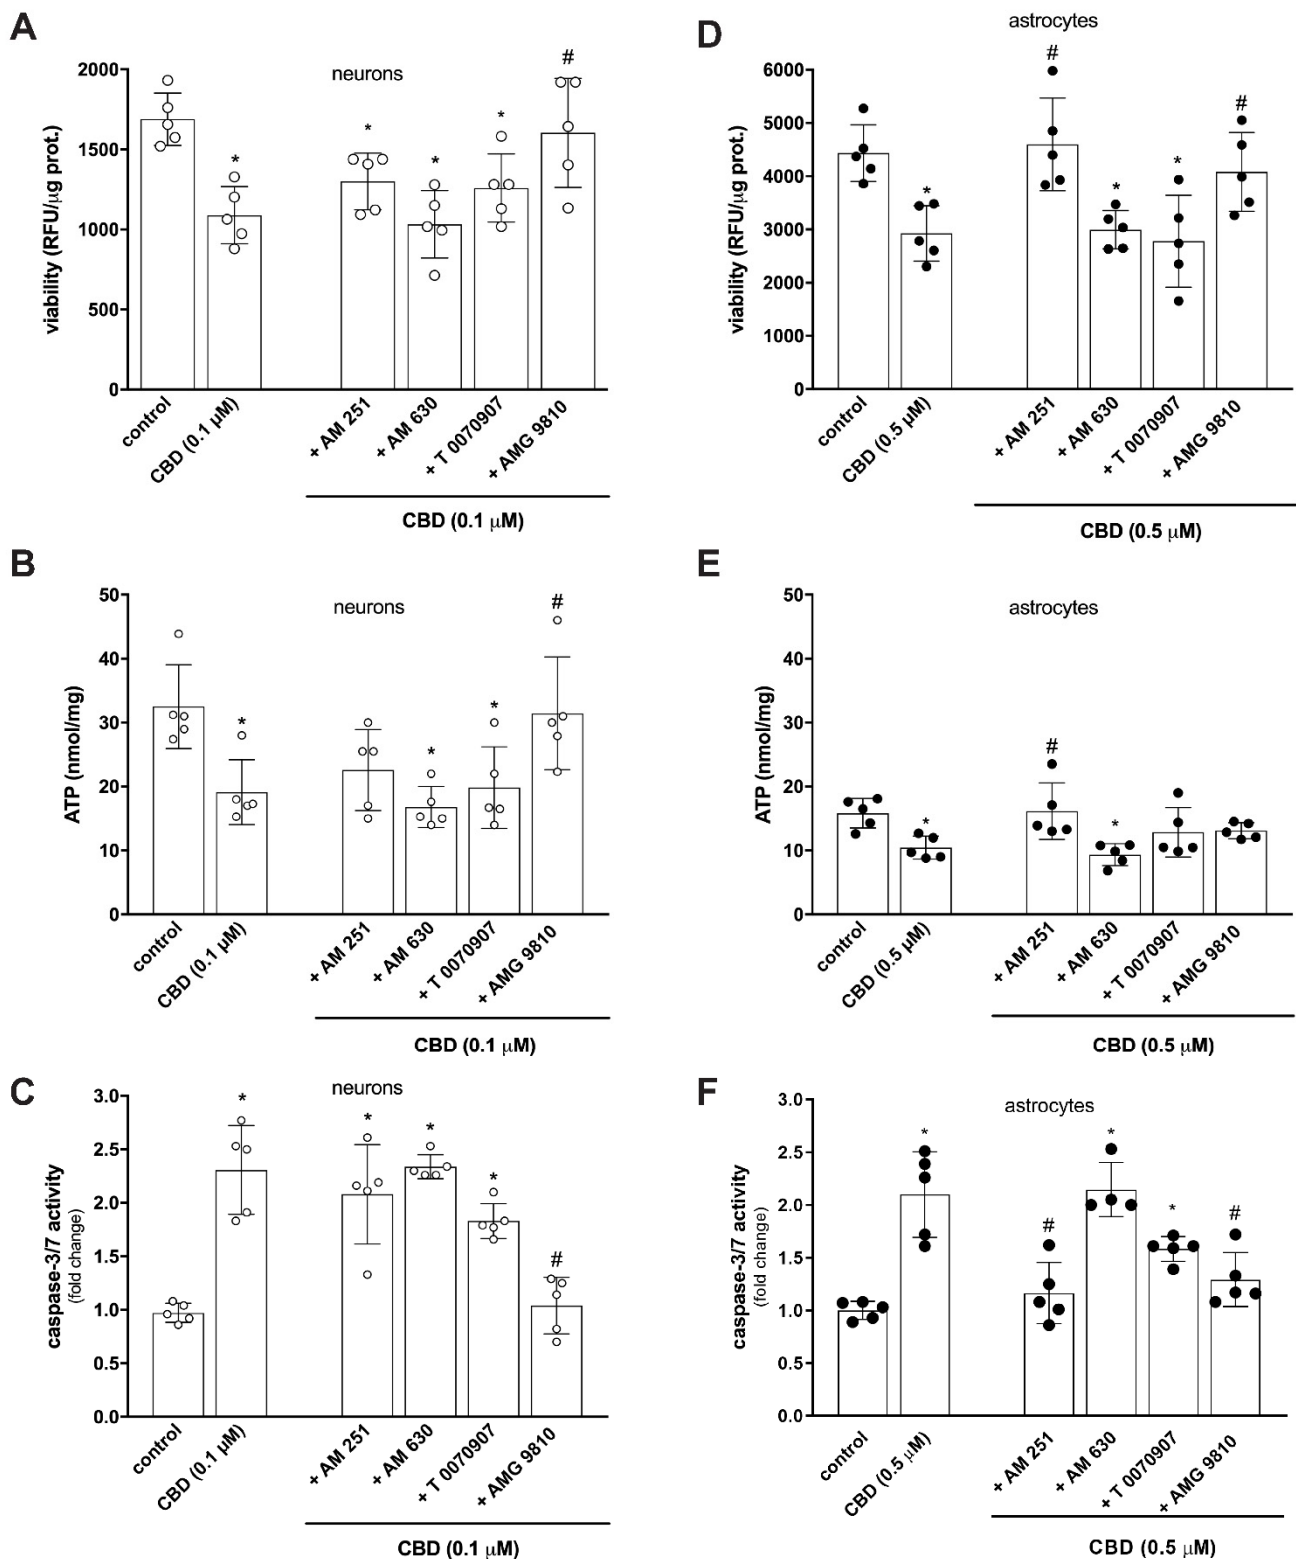 A
neurons
viability (RFU/µg prot.)
2000
1500
1000
500
0
*
*
*
*
#
control
CBD (0.1 µM)
+ AM 251
+ AM 630
+ T 0070907
+ AMG 9810
CBD (0.1 µM)
D
astrocytes
viability (RFU/µg prot.)
6000
5000
4000
3000
2000
1000
0
*
#
*
*
#
control
CBD (0.5 µM)
+ AM 251
+ AM 630
+ T 0070907
+ AMG 9810
CBD (0.5 µM)
B
neurons
ATP (nmol/mg)
50
40
30
20
10
0
*
*
*
#
control
CBD (0.1 µM)
+ AM 251
+ AM 630
+ T 0070907
+ AMG 9810
CBD (0.1 µM)
E
astrocytes
ATP (nmol/mg)
50
40
30
20
10
0
*
#
*
control
CBD (0.5 µM)
+ AM 251
+ AM 630
+ T 0070907
+ AMG 9810
CBD (0.5 µM)
C
neurons
caspase-3/7 activity
(fold change)
3.0
2.5
2.0
1.5
1.0
0.5
0.0
*
*
*
*
#
control
CBD (0.1 µM)
+ AM 251
+ AM 630
+ T 0070907
+ AMG 9810
CBD (0.1 µM)
F
astrocytes
caspase-3/7 activity
(fold change)
3.0
2.5
2.0
1.5
1.0
0.5
0.0
*
#
*
*
#
control
CBD (0.5 µM)
+ AM 251
+ AM 630
+ T 0070907
+ AMG 9810
CBD (0.5 µM)